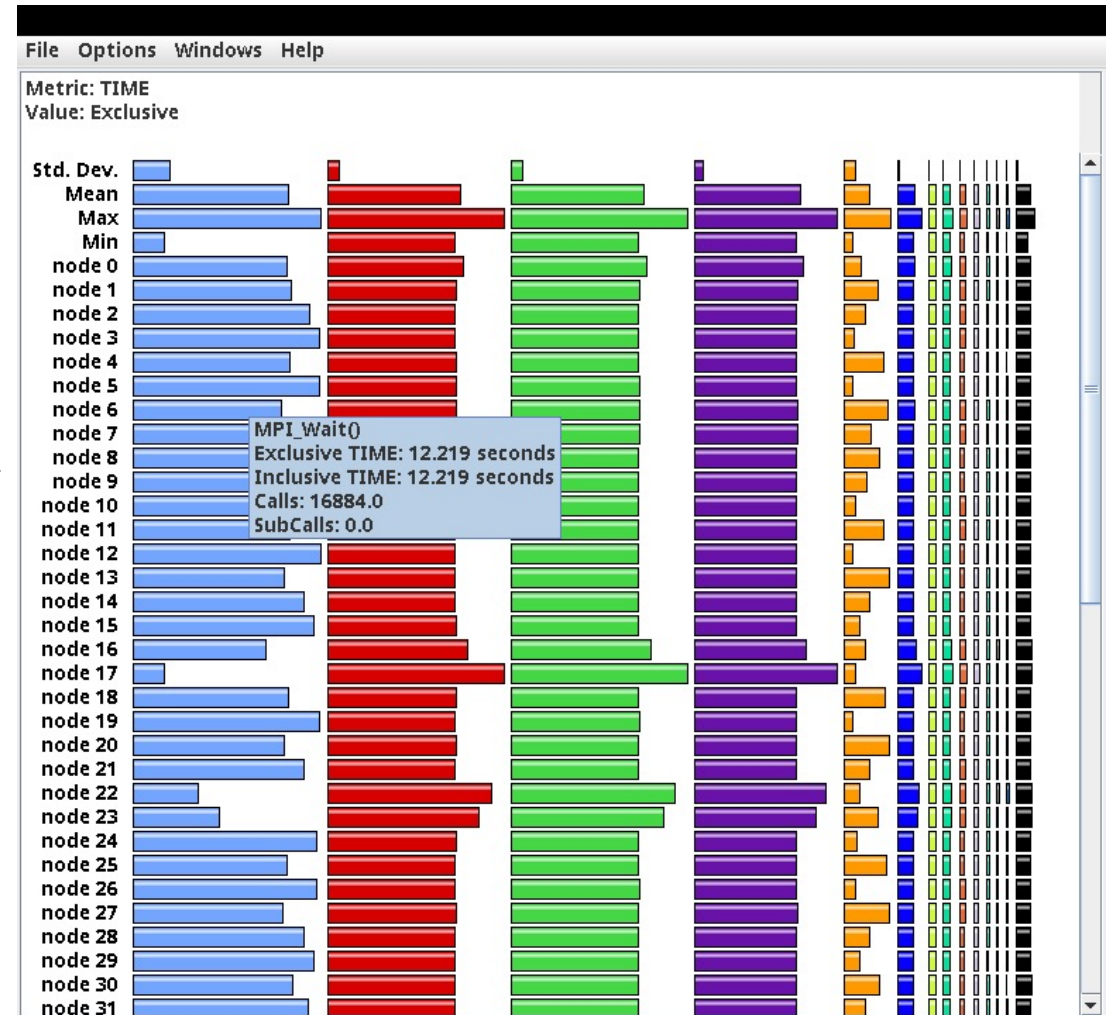 File Options Windows Help
Metric: TIME
Value: Exclusive
Std. Dev.
Mean
Max
Min
node 0
node 1
node 2
node 3
node 4
node 5
node 6
node 7
node 8
node 9
node 10
node 11
node 12
node 13
node 14
node 15
node 16
node 17
node 18
node 19
node 20
node 21
node 22
node 23
node 24
node 25
node 26
node 27
node 28
node 29
node 30
node 31
MPI_Wait()
Exclusive TIME: 12.219 seconds
Inclusive TIME: 12.219 seconds
Calls: 16884.0
SubCalls: 0.0